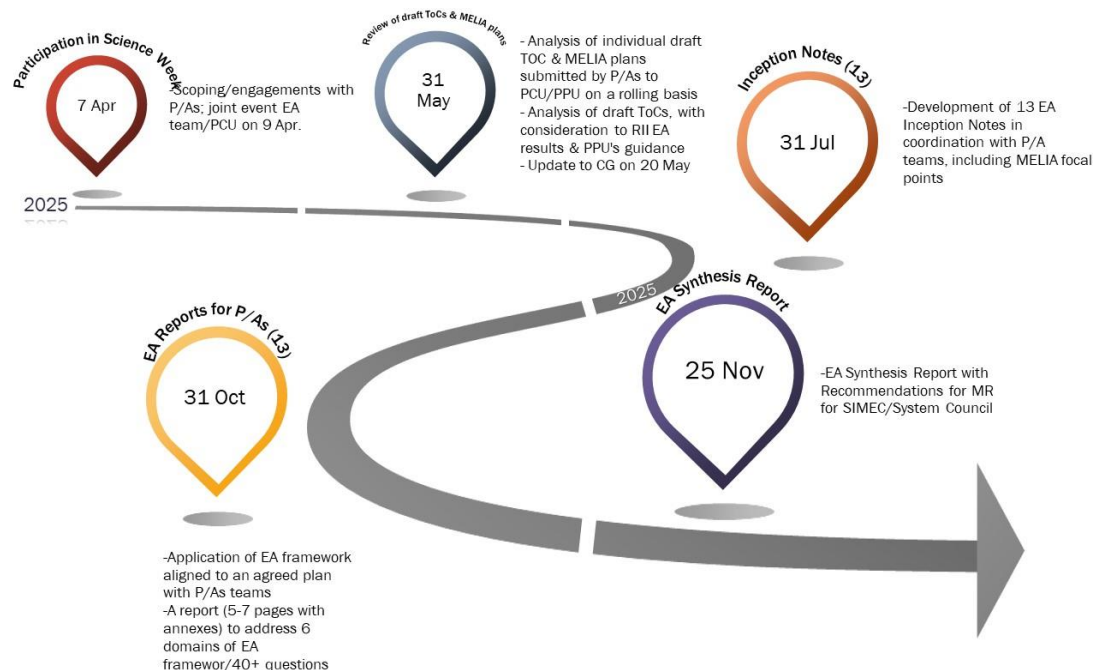 Participation in Science Week
7 Apr
-Scoping/engagements with
P/As; joint event EA
team/PCU on 9 Apr.
Review of draft ToCs & MELIA plans
31
May
- Analysis of individual draft
TOC & MELIA plans
submitted by P/As to
PCU/PPU on a rolling basis
- Analysis of draft ToCs, with
consideration to RII EA
results & PPU's guidance
- Update to CG on 20 May
Inception Notes (13)
31 Jul
-Development of 13 EA
Inception Notes in
coordination with P/A
teams, including MELIA focal
points
2025
2025
EA Reports for P/As (13)
31 Oct
-Application of EA framework
aligned to an agreed plan
with P/As teams
-A report (5-7 pages with
annexes) to address 6
domains of EA
framewor/40+ questions
EA Synthesis Report
25 Nov
-EA Synthesis Report with
Recommendations for MR
for SIMEC/System Council